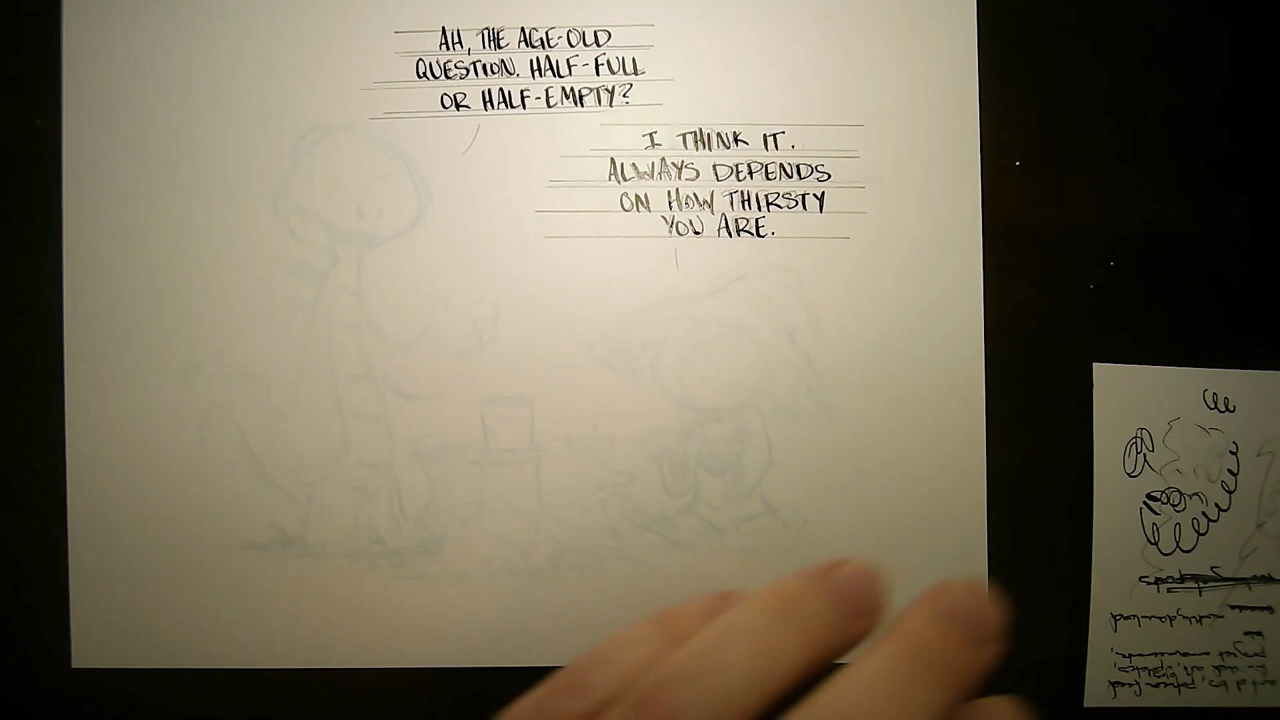 AH, THE AGE-OLD
QUESTION. HALF-FULL
OR HALF-EMPTY?
I THINK IT.
ALWAYS DEPENDS
ON HOW THIRSTY
YOU ARE.